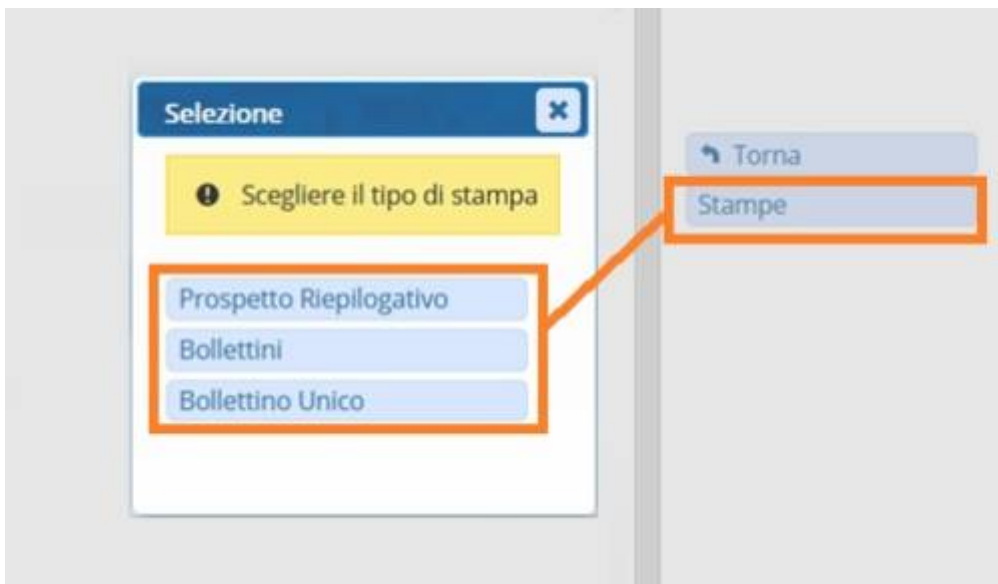 Selezione
Scegliere il tipo di stampa
Prospetto Riepilogativo
Bollettini
Bollettino Unico
Torna
Stampe